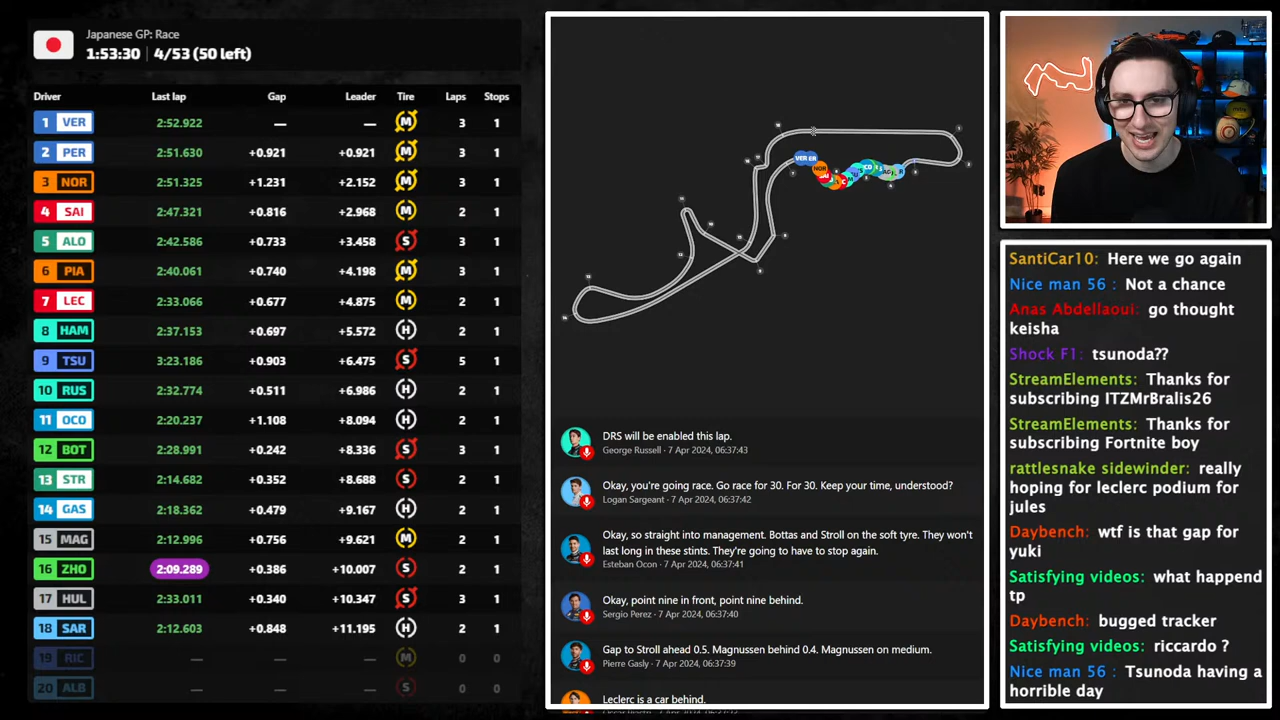 Japanese GP: Race
1:53:30 4/53 (50 left)
Driver Last lap Gap Leader Tire Laps Stops
1 VER 2:52.922 — — M 3 1
2 PER 2:51.630 +0.921 +0.921 M 3 1
3 NOR 2:51.325 +1.231 +2.152 M 3 1
4 SAI 2:47.321 +0.816 +2.968 M 2 1
5 ALO 2:42.586 +0.733 +3.458 S 3 1
6 PIA 2:40.061 +0.740 +4.198 M 3 1
7 LEC 2:33.066 +0.677 +4.875 M 2 1
8 HAM 2:37.153 +0.697 +5.572 H 2 1
9 TSU 3:23.186 +0.903 +6.475 S 5 1
10 RUS 2:32.774 +0.511 +6.986 H 2 1
11 OCO 2:20.237 +1.108 +8.094 H 2 1
12 BOT 2:28.991 +0.242 +8.336 S 3 1
13 STR 2:14.682 +0.352 +8.688 S 2 1
14 GAS 2:18.362 +0.479 +9.167 H 2 1
15 MAG 2:12.996 +0.756 +9.921 M 2 1
16 ZHO 2:09.289 +0.386 +10.007 S 2 1
17 HUL 2:33.011 +0.340 +10.347 S 3 1
18 SAR 2:12.603 +0.848 +11.195 H 2 1
19 RIC — — — M 0 0
20 ALB — — — S 0 0
VER
NOR
DRS will be enabled this lap.
George Russell · 7 Apr 2024, 06:37:43
Okay, you're going race. Go race for 30. For 30. Keep your time, understood?
Logan Sargeant · 7 Apr 2024, 06:37:42
Okay, so straight into management. Bottas and Stroll on the soft tyre. They won't
last long in these stints. They're going to have to stop again.
Esteban Ocon · 7 Apr 2024, 06:37:41
Okay, point nine in front, point nine behind.
Sergio Perez · 7 Apr 2024, 06:37:40
Gap to Stroll ahead 0.5. Magnussen behind 0.4. Magnussen on medium.
Pierre Gasly · 7 Apr 2024, 06:37:39
Leclerc is a car behind.
SantiCar10: Here we go again
Nice man 56 : Not a chance
Anas Abdellaoui: go thought
keisha
Shock F1: tsunoda??
StreamElements: Thanks for
subscribing ITZMrBralis26
StreamElements: Thanks for
subscribing Fortnite boy
rattlesnake sidewinder: really
hoping for leclerc podium for
jules
Daybench: wtf is that gap for
yuki
Satisfying videos: what happend
tp
Daybench: bugged tracker
Satisfying videos: riccardo ?
Nice man 56 : Tsunoda having a
horrible day